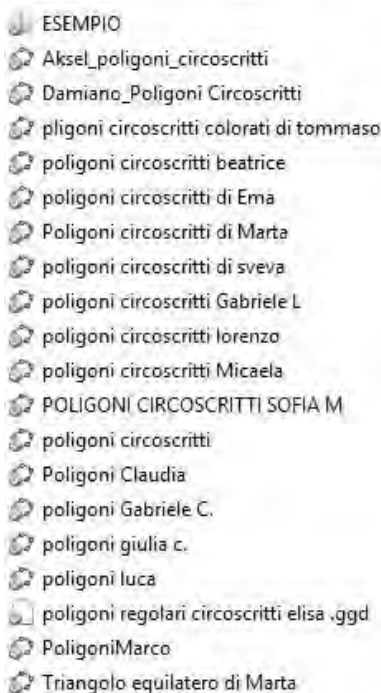 ESEMPIO
Aksel_poligoni_circoscritti
Damiano_Poligoni Circoscritti
pligoni circoscritti colorati di tommaso
poligoni circoscritti beatrice
poligoni circoscritti di Ema
Poligoni circoscritti di Marta
poligoni circoscritti di sveva
poligoni circoscritti Gabriele L
poligoni circoscritti lorenzo
poligoni circoscritti Micaela
POLIGONI CIRCOSCRITTI SOFIA M
poligoni circoscritti
Poligoni Claudia
poligoni Gabriele C.
poligoni giulia c.
poligoni luca
poligoni regolari circoscritti elisa .ggd
PoligoniMarco
Triangolo equilatero di Marta